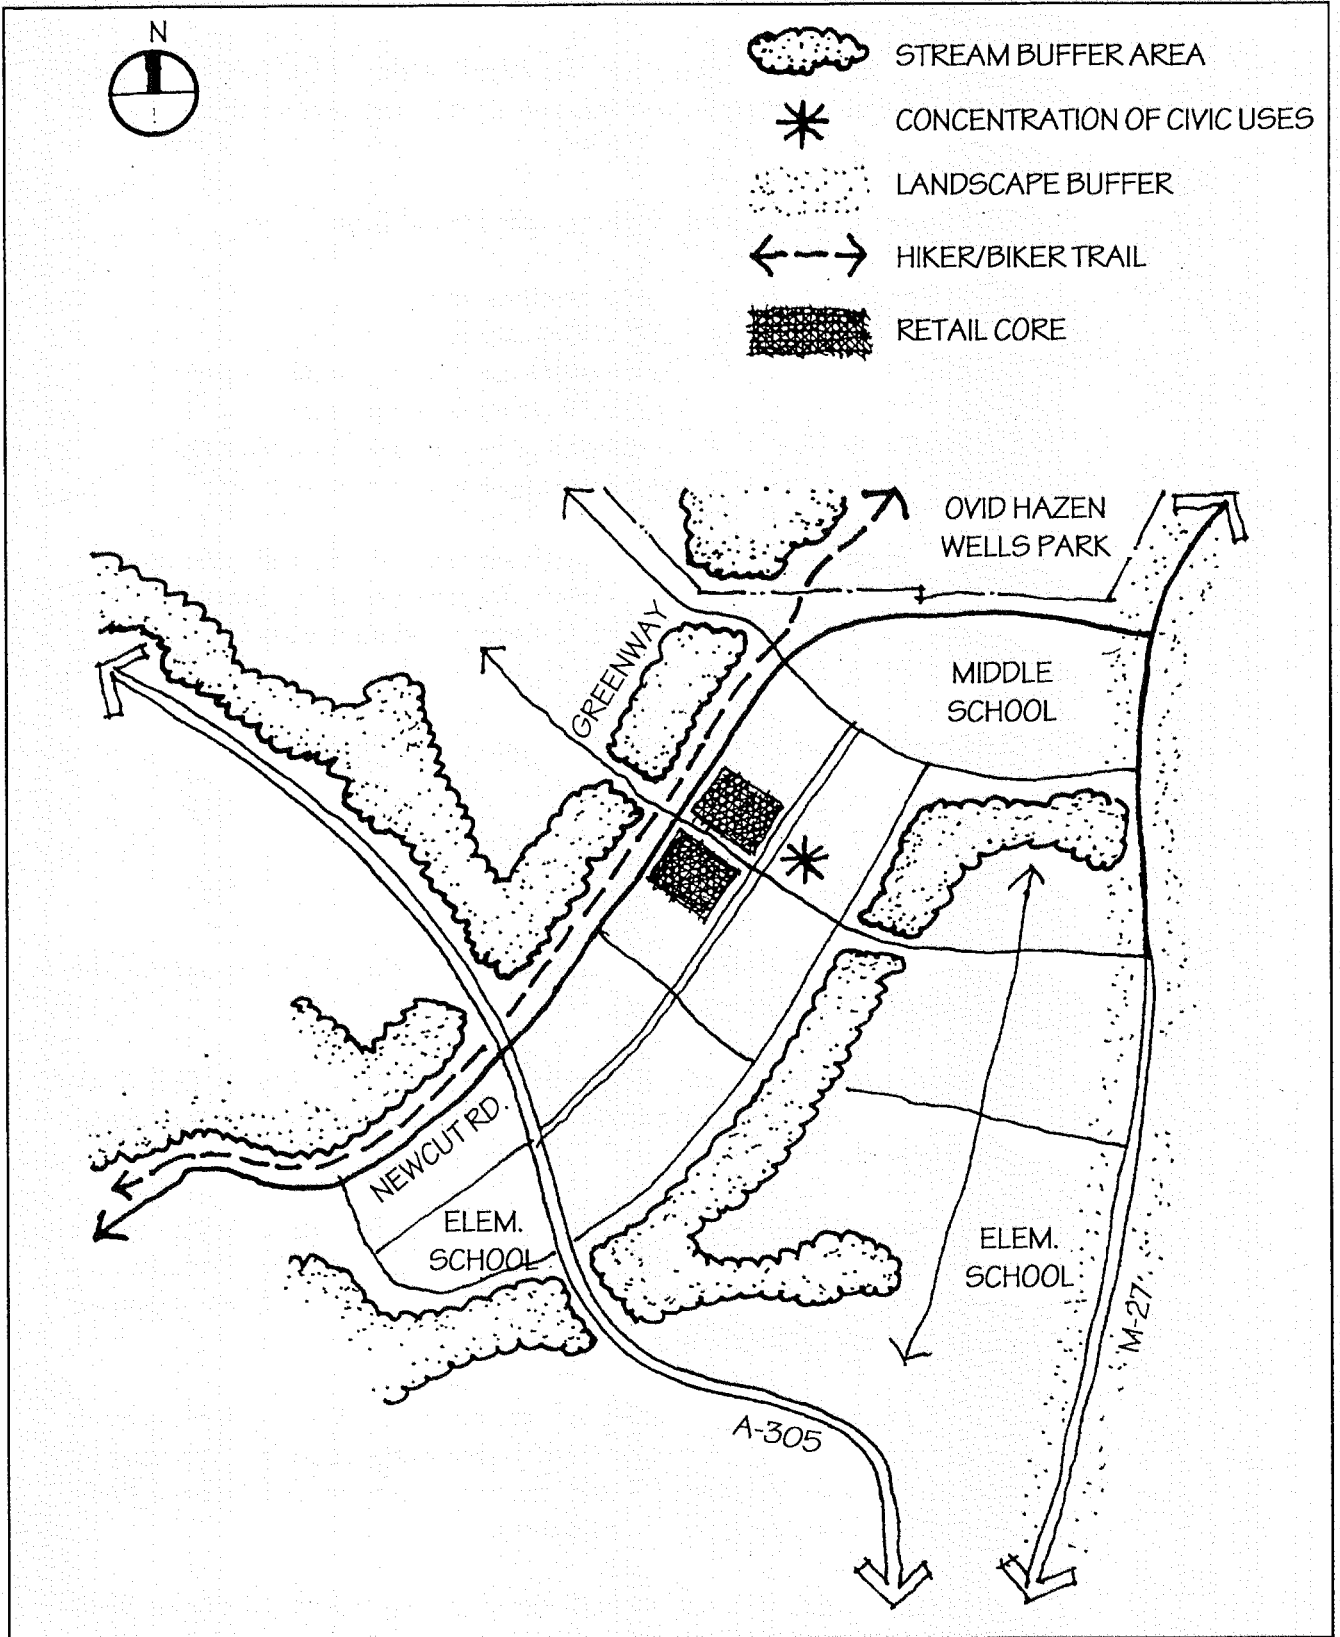 N
STREAM BUFFER AREA
CONCENTRATION OF CIVIC USES
LANDSCAPE BUFFER
HIKER/BIKER TRAIL
RETAIL CORE
OVID HAZEN
WELLS PARK
GREENWAY
MIDDLE
SCHOOL
NEWCUT RD.
ELEM.
SCHOOL
ELEM.
SCHOOL
M-27
A-305